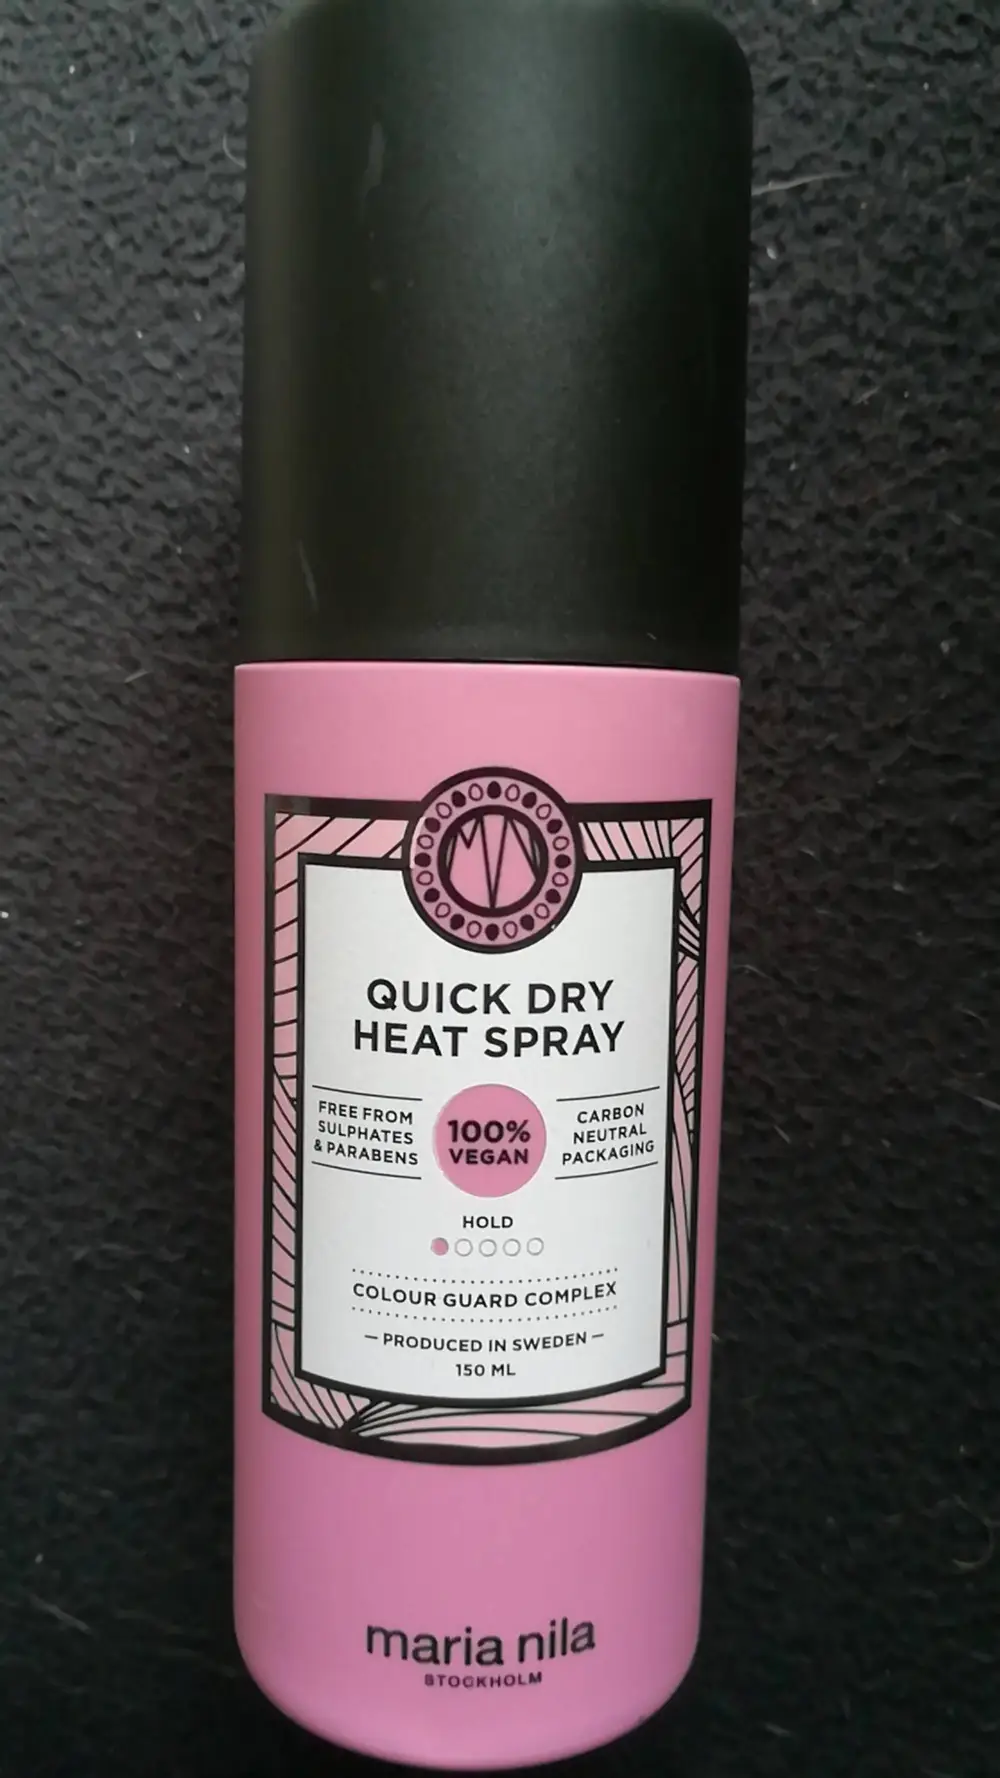 QUICK DRY
HEAT SPRAY
FREE FROM
SULPHATES
& PARABENS
100%
VEGAN
CARBON
NEUTRAL
PACKAGING
HOLD
COLOUR GUARD COMPLEX
— PRODUCED IN SWEDEN —
150 ML
maria nila
STOCKHOLM